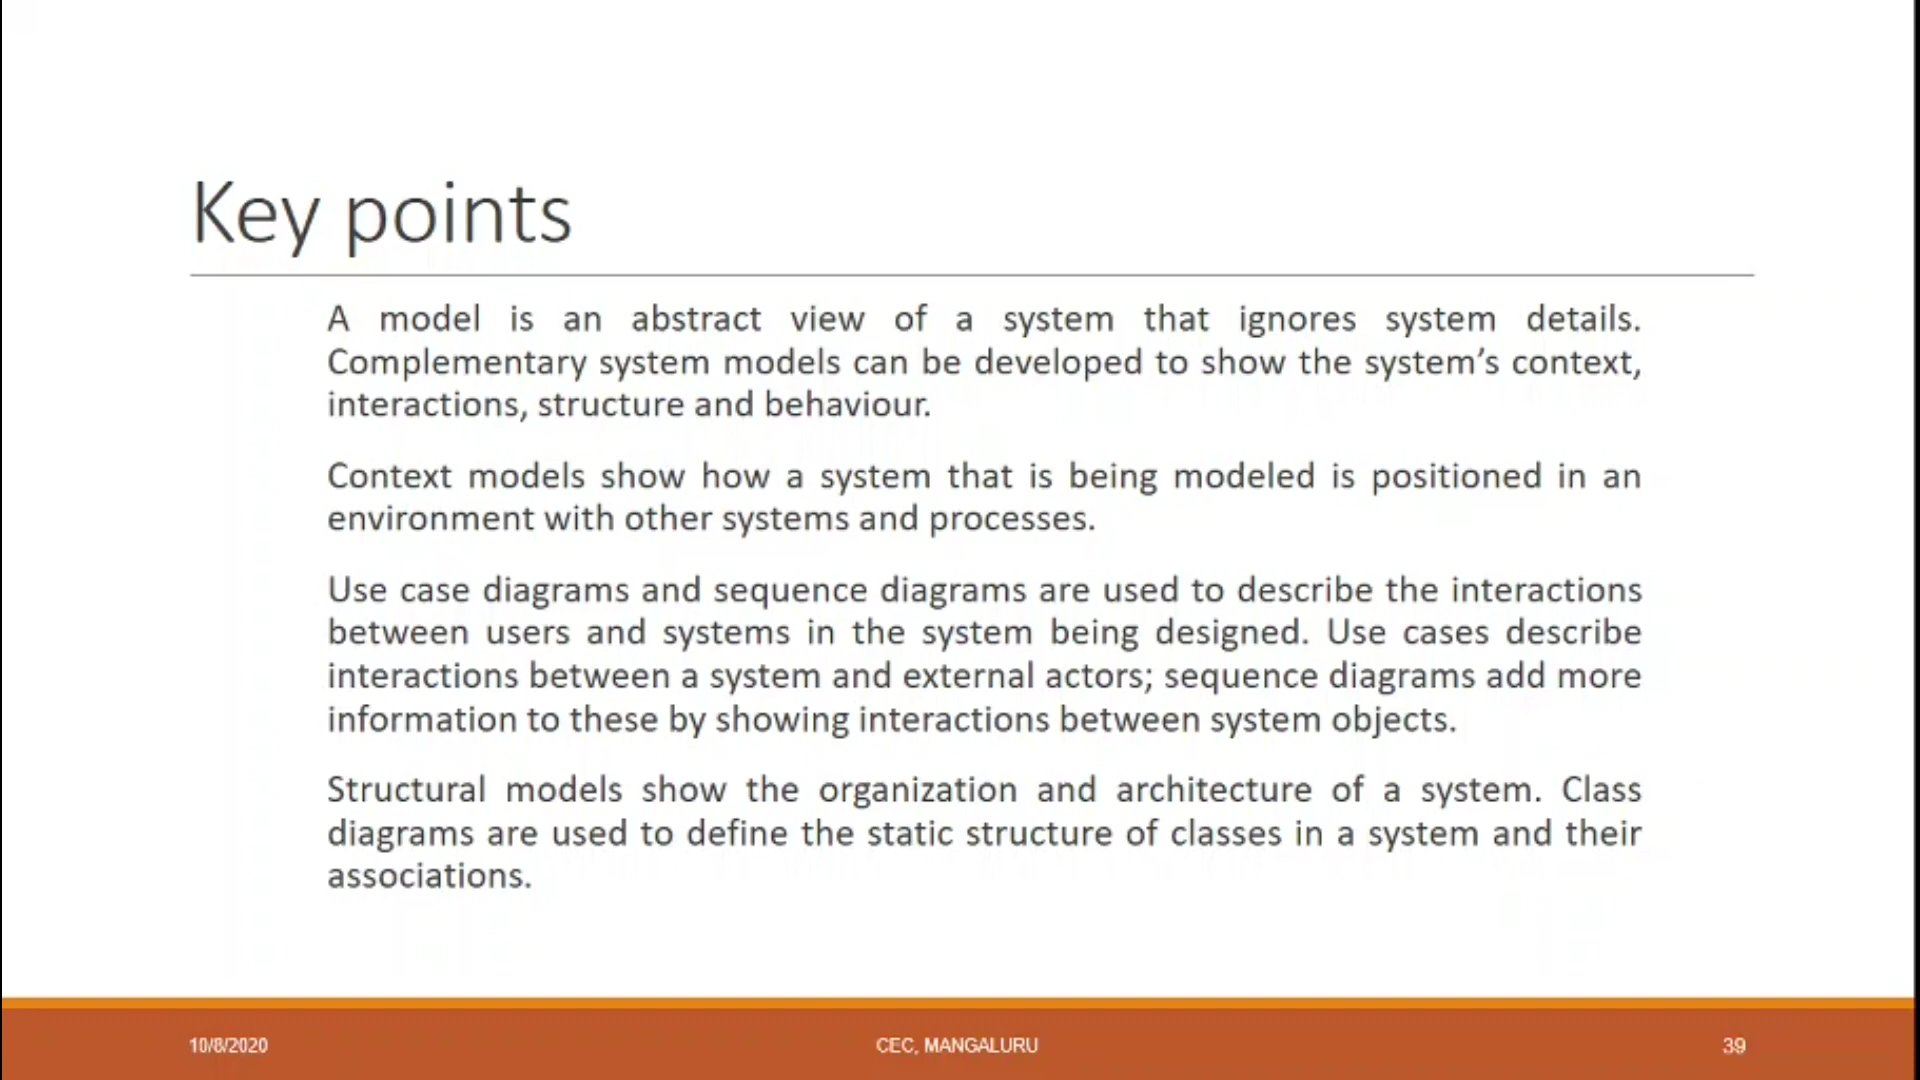 Key points
A model is an abstract view of a system that ignores system details.
Complementary system models can be developed to show the system’s context,
interactions, structure and behaviour.
Context models show how a system that is being modeled is positioned in an
environment with other systems and processes.
Use case diagrams and sequence diagrams are used to describe the interactions
between users and systems in the system being designed. Use cases describe
interactions between a system and external actors; sequence diagrams add more
information to these by showing interactions between system objects.
Structural models show the organization and architecture of a system. Class
diagrams are used to define the static structure of classes in a system and their
associations.
10/8/2020
CEC, MANGALURU
39